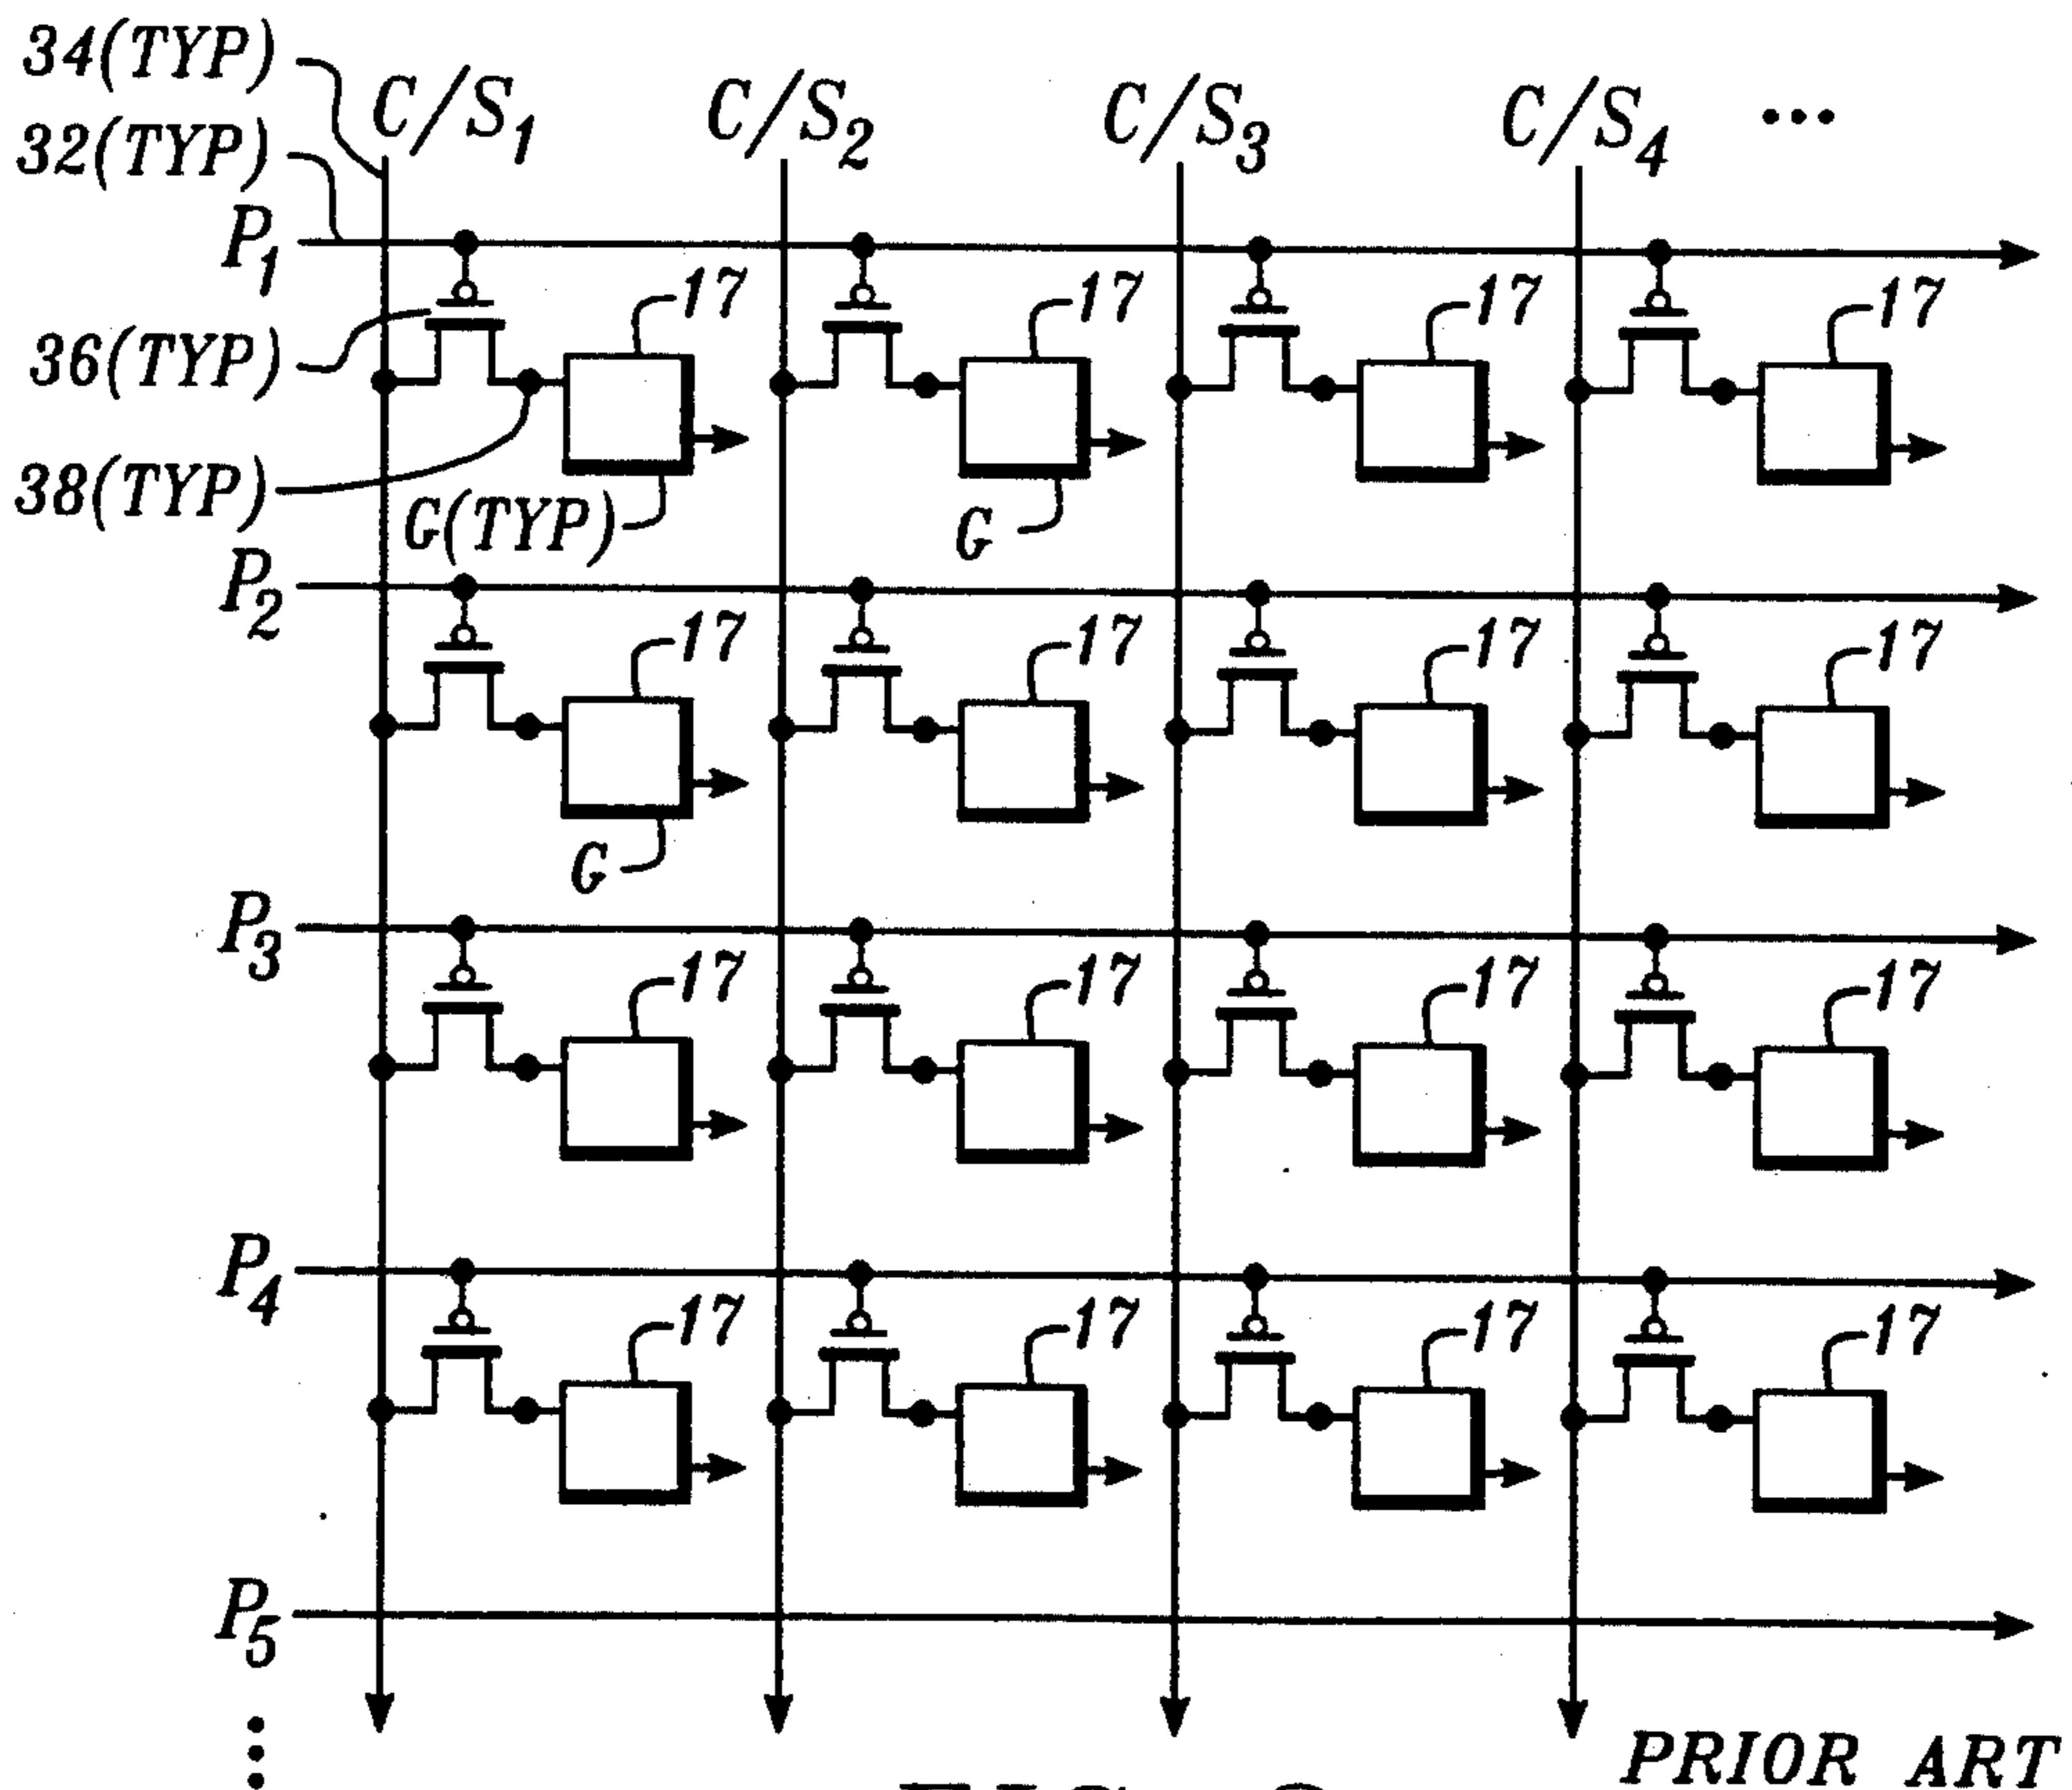 34(TYP)
C/S1 C/S2 C/S3 C/S4 ...
32(TYP)
P1
17 17 17 17
36(TYP)
38(TYP)
G(TYP) G
P2
17 17 17 17
G
P3
17 17 17 17
P4
17 17 17 17
P5
PRIOR ART